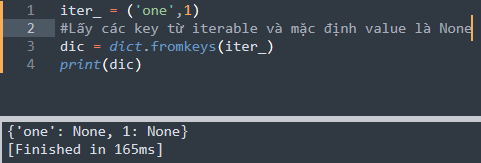 1 iter_ = ('one',1)
2 #Lấy các key từ iterable và mặc định value là None
3 dic = dict.fromkeys(iter_)
4 print(dic)
{'one': None, 1: None}
[Finished in 165ms]